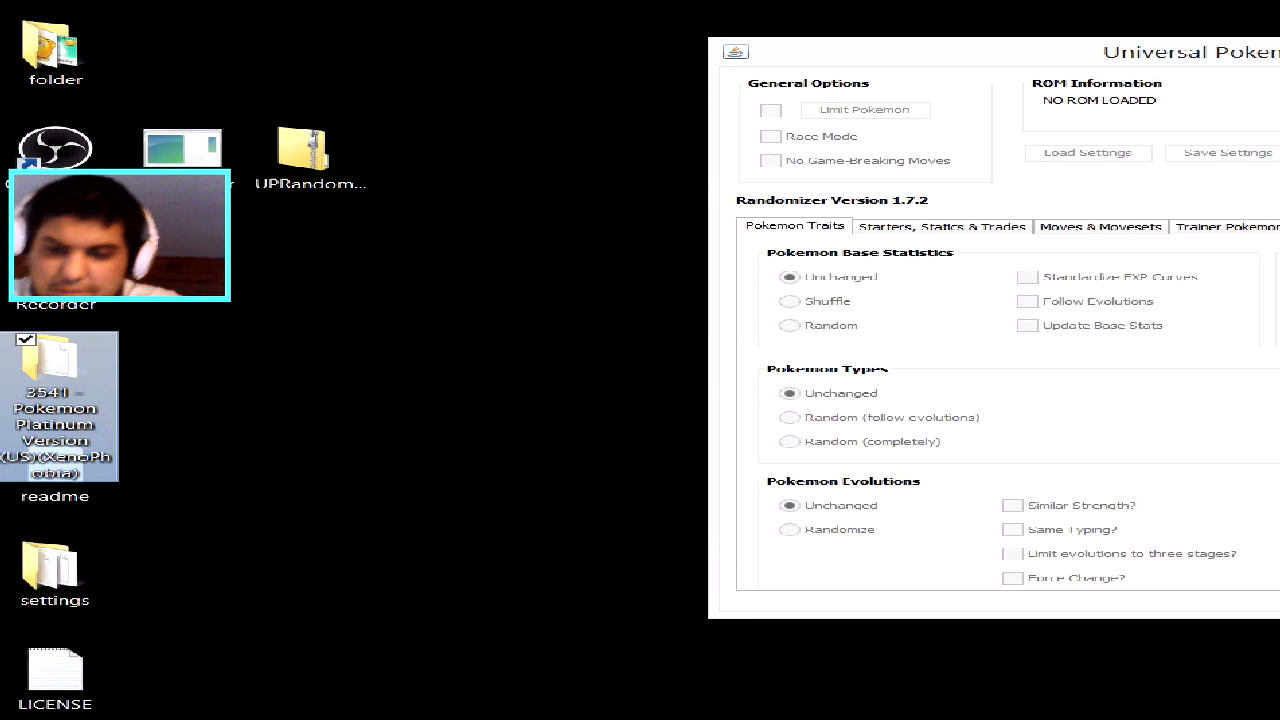 folder
UPRandom...
Recorder
3541 -
Pokemon
Platinum
Version
(US)(XenoPh
obia)
readme
settings
LICENSE
Universal Poken
General Options
Limit Pokemon
Race Mode
No Game-Breaking Moves
ROM Information
NO ROM LOADED
Load Settings
Save Settings
Randomizer Version 1.7.2
Pokemon Traits
Starters, Statics & Trades
Moves & Movesets
Trainer Pokemon
Pokemon Base Statistics
Unchanged
Shuffle
Random
Standardize EXP Curves
Follow Evolutions
Update Base Stats
Pokemon Types
Unchanged
Random (follow evolutions)
Random (completely)
Pokemon Evolutions
Unchanged
Randomize
Similar Strength?
Same Typing?
Limit evolutions to three stages?
Force Change?